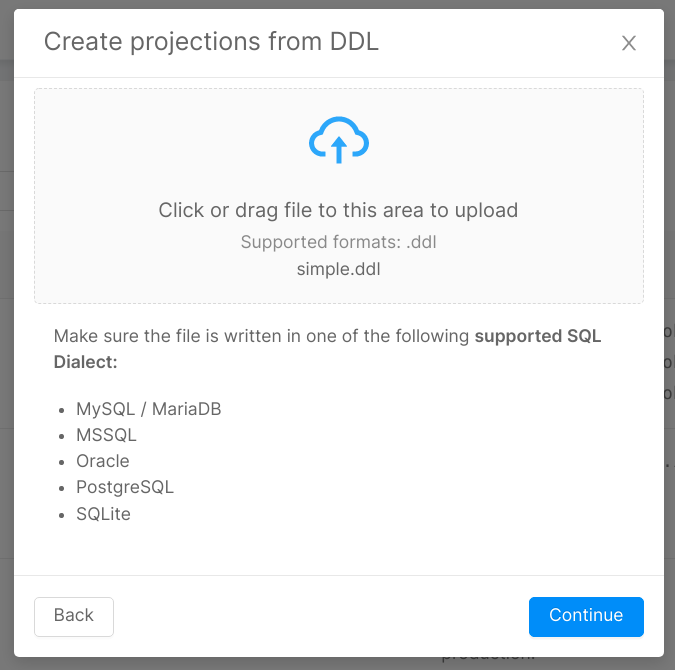 Create projections from DDL
Click or drag file to this area to upload
Supported formats: .ddl
simple.ddl
Make sure the file is written in one of the following supported SQL
Dialect:
• MySQL / MariaDB
• MSSQL
• Oracle
• PostgreSQL
• SQLite
Back
Continue
production.